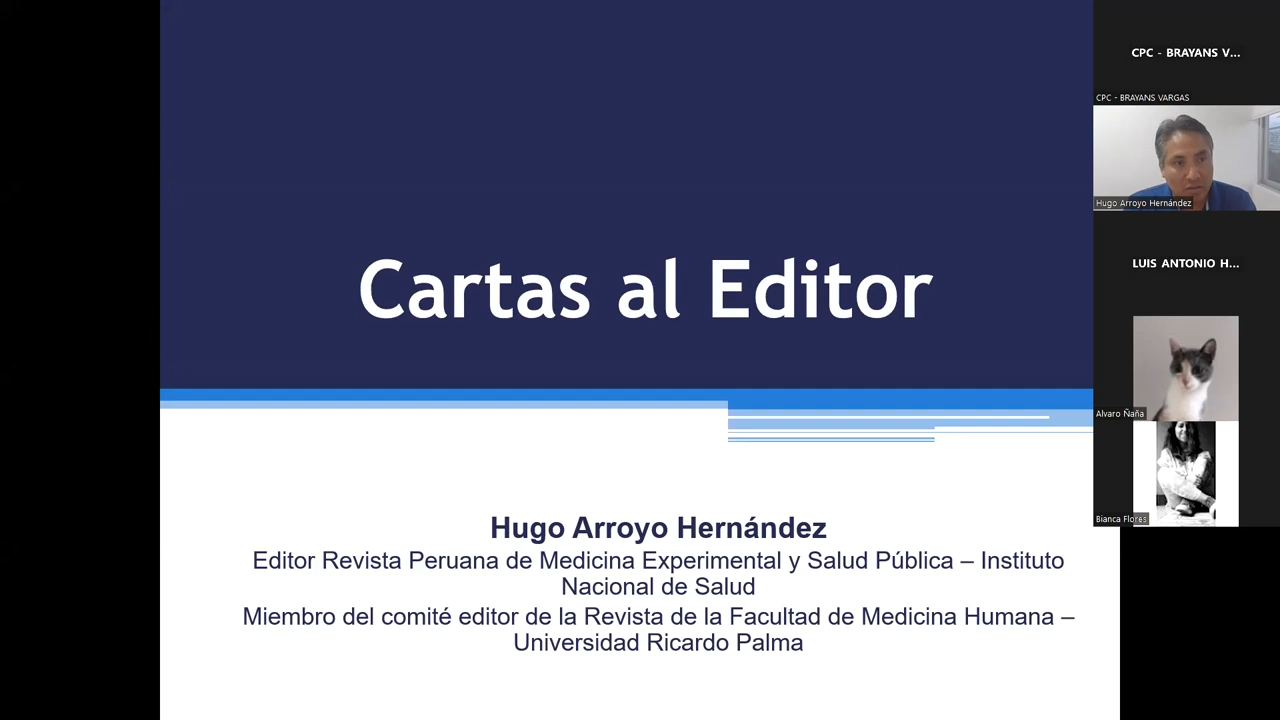 Cartas al Editor
Hugo Arroyo Hernández
Editor Revista Peruana de Medicina Experimental y Salud Pública – Instituto
Nacional de Salud
Miembro del comité editor de la Revista de la Facultad de Medicina Humana –
Universidad Ricardo Palma
CPC - BRAYANS V...
CPC - BRAYANS VARGAS
Hugo Arroyo Hernández
LUIS ANTONIO H...
Alvaro Ñaña
Bianca Flores